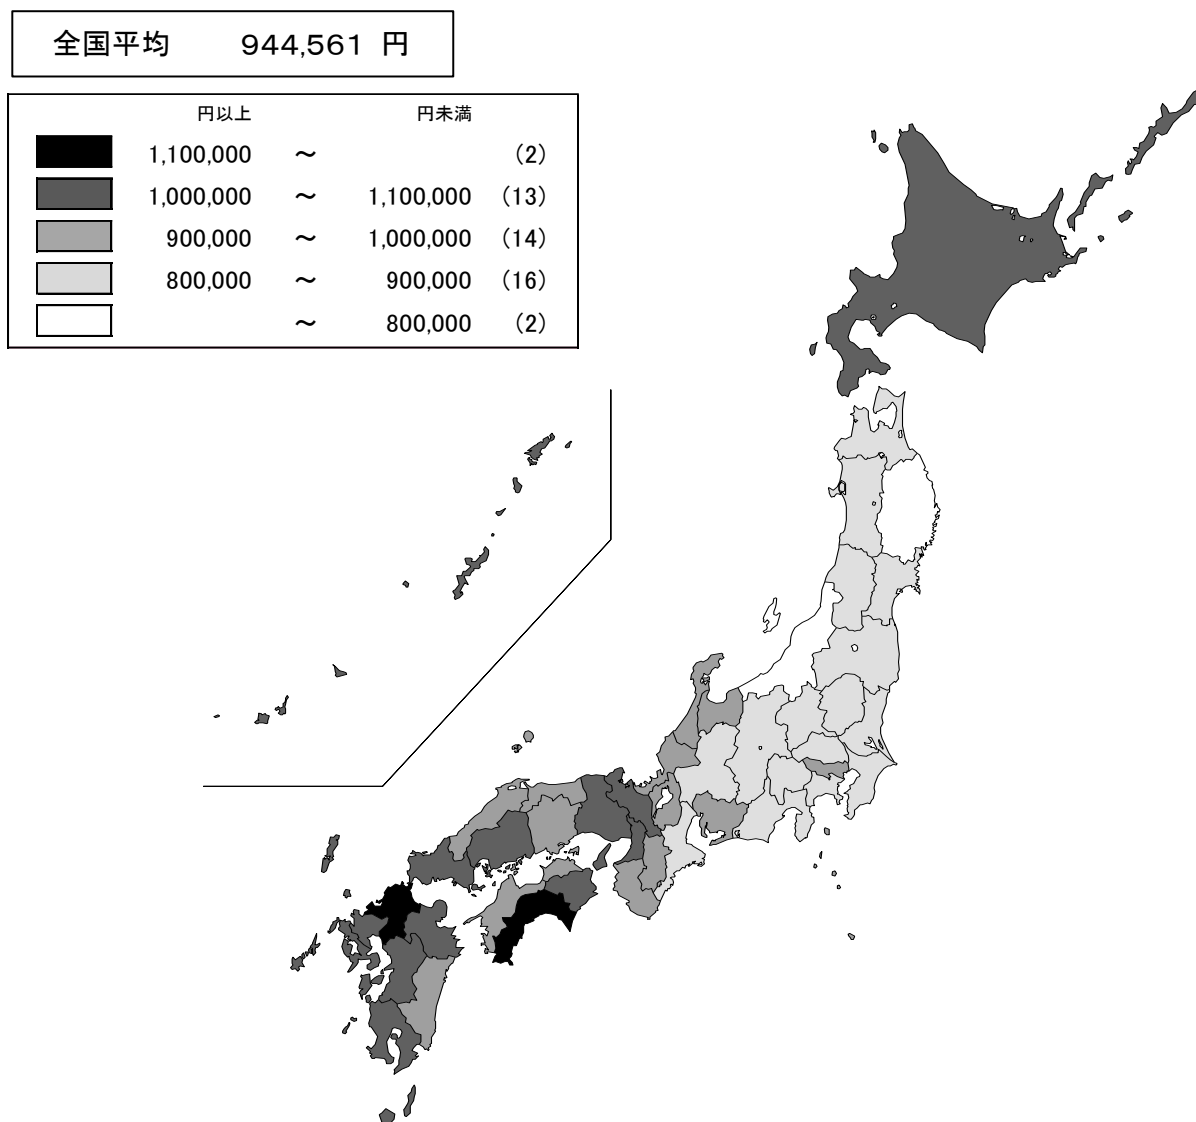 全国平均 944,561 円
円以上 円未満
1,100,000 ～ (2)
1,000,000 ～ 1,100,000 (13)
900,000 ～ 1,000,000 (14)
800,000 ～ 900,000 (16)
～ 800,000 (2)